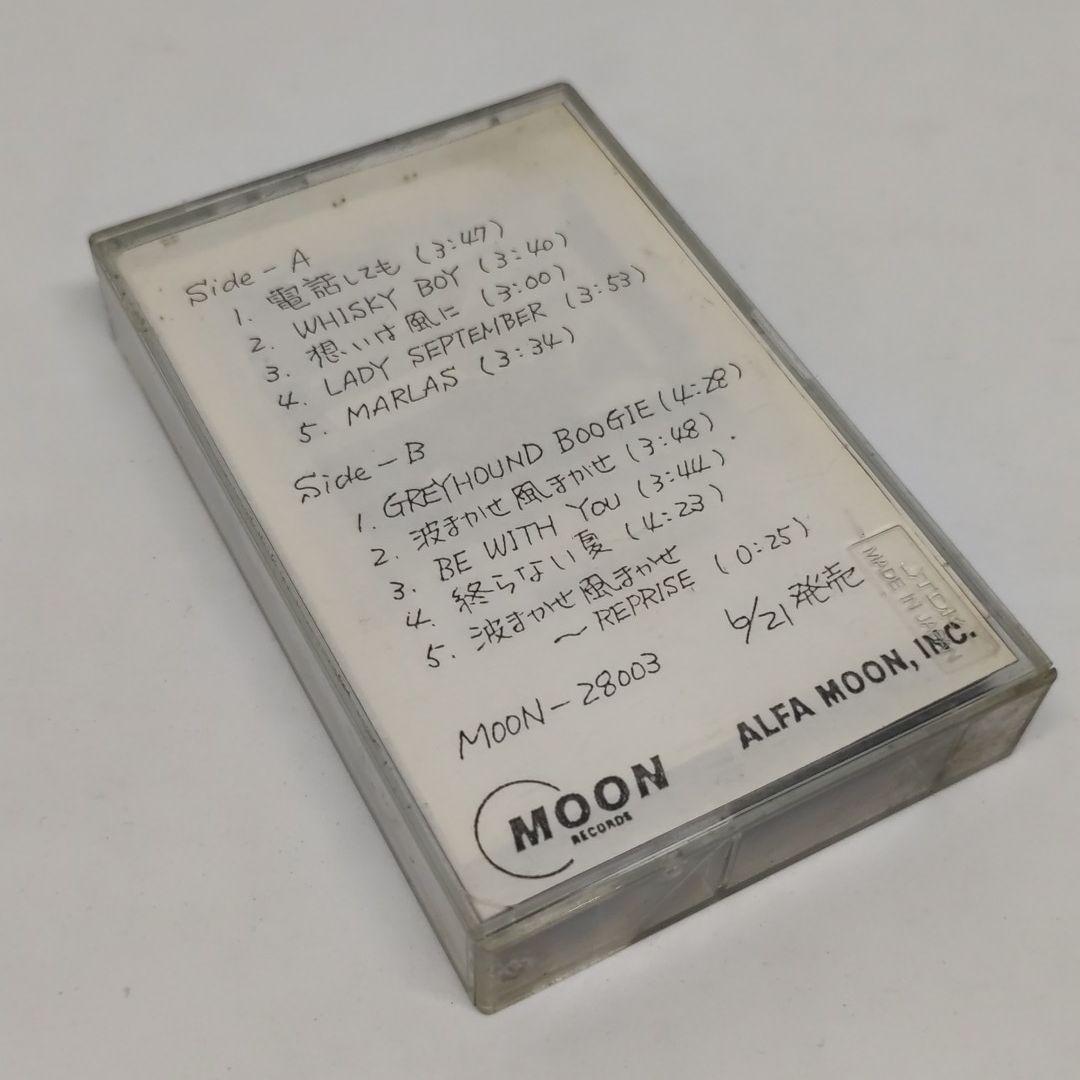 Side-A
1. 電話しても (3:47)
2. WHISKY BOY (3:40)
3. 想いは風に (3:00)
4. LADY SEPTEMBER (3:53)
5. MARLAS (3:34)
Side-B
1. GREYHOUND BOOGIE (4:28)
2. 波まかせ風まかせ (3:48).
3. BE WITH YOU (3:44)
4. 終らない夏 (4:23)
5. 波まかせ風まかせ
～REPRISE (0:25)
6/21発売
MOON-28003
MOON
RECORDS
ALFA MOON, INC.
TDK
MADE IN JAPAN